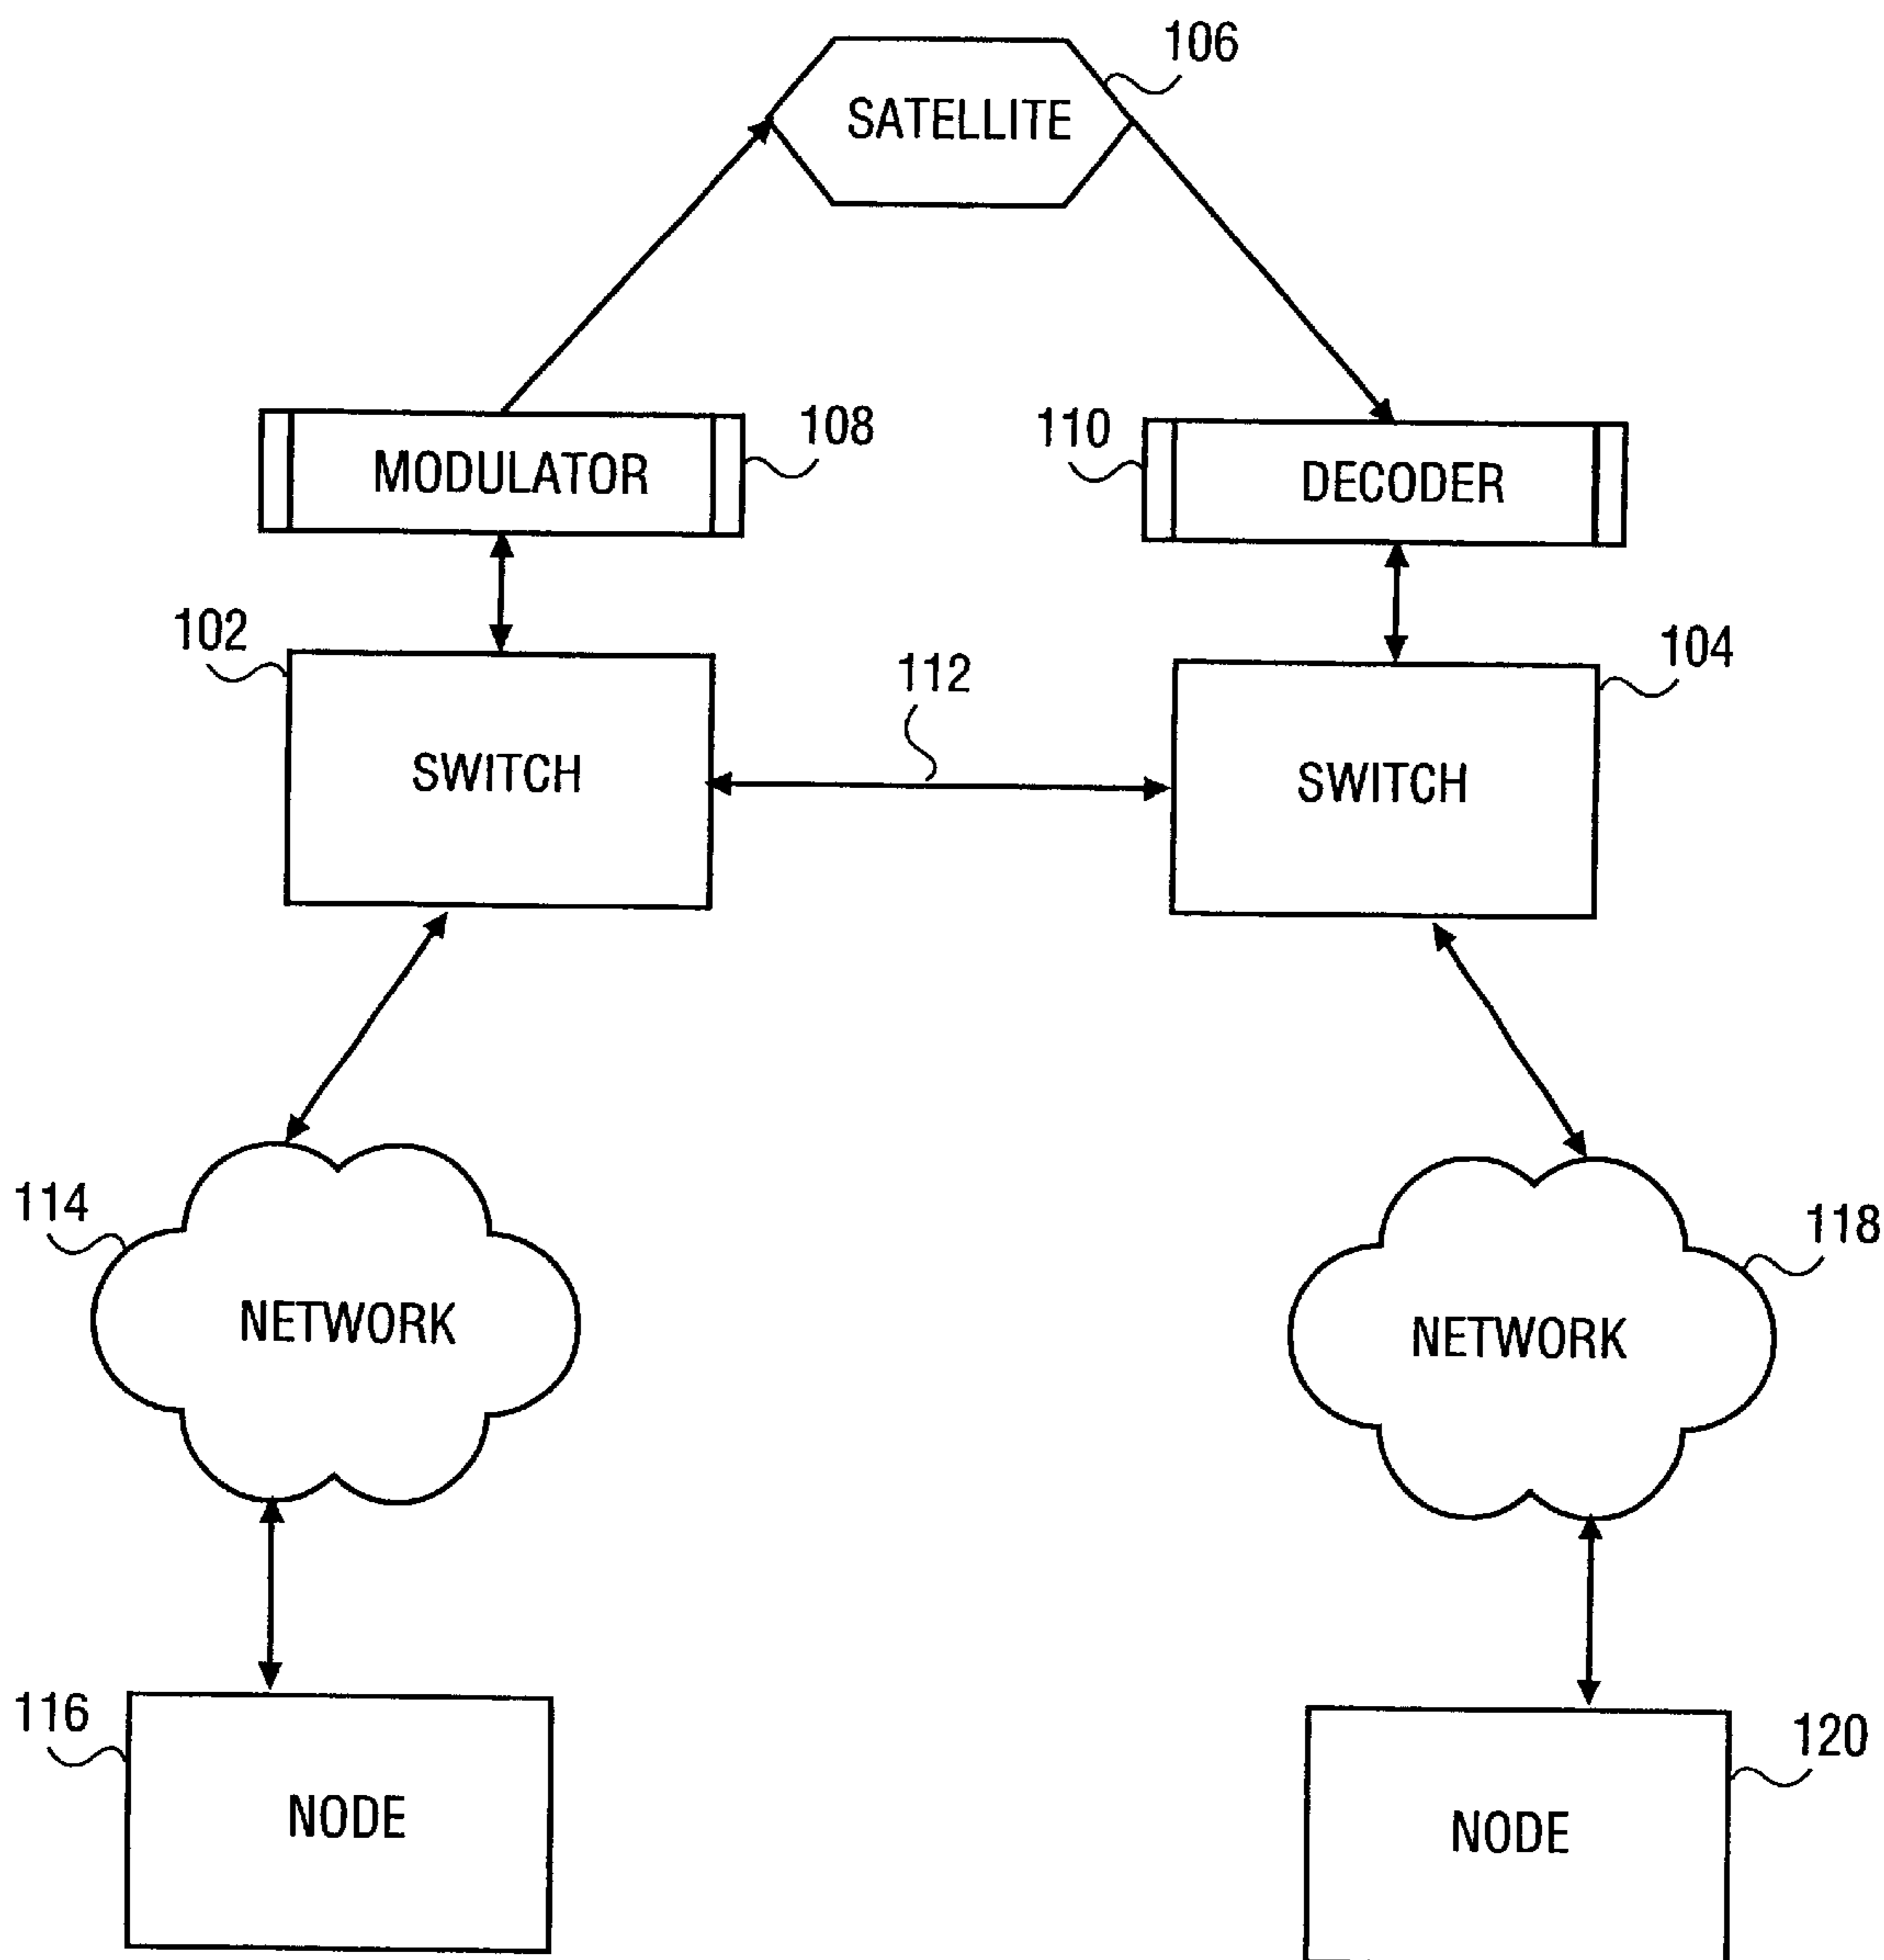 106
SATELLITE
108
110
MODULATOR
DECODER
102
104
112
SWITCH
SWITCH
114
118
NETWORK
NETWORK
116
120
NODE
NODE